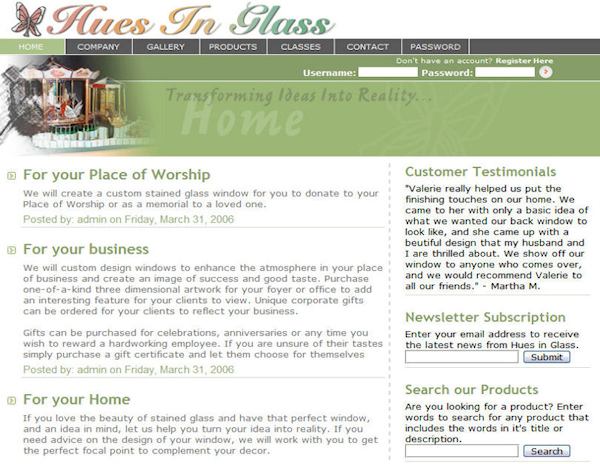 Hues In Glass
HOME COMPANY GALLERY PRODUCTS CLASSES CONTACT PASSWORD
Don't have an account? Register Here
Username: Password:
Transforming Ideas Into Reality...
Home
For your Place of Worship
We will create a custom stained glass window for you to donate to your
Place of Worship or as a memorial to a loved one.
Posted by: admin on Friday, March 31, 2006
For your business
We will custom design windows to enhance the atmosphere in your place
of business and create an image of success and good taste. Purchase
one-of-a-kind three dimensional artwork for your foyer or office to add
an interesting feature for your clients to view. Unique corporate gifts
can be ordered for your clients to reflect your business.
Gifts can be purchased for celebrations, anniversaries or any time you
wish to reward a hardworking employee. If you are unsure of their tastes
simply purchase a gift certificate and let them choose for themselves
Posted by: admin on Friday, March 31, 2006
For your Home
If you love the beauty of stained glass and have that perfect window,
and an idea in mind, let us help you turn your idea into reality. If you
need advice on the design of your window, we will work with you to get
the perfect focal point to complement your decor.
Customer Testimonials
"Valerie really helped us put the
finishing touches on our home. We
came to her with only a basic idea of
what we wanted our back window to
look like, and she came up with a
beutiful design that my husband and
I are thrilled about. We show off our
window to anyone who comes over,
and we would recommend Valerie to
all our friends." - Martha M.
Newsletter Subscription
Enter your email address to receive
the latest news from Hues in Glass.
Submit
Search our Products
Are you looking for a product? Enter
words to search for any product that
includes the words in it's title or
description.
Search